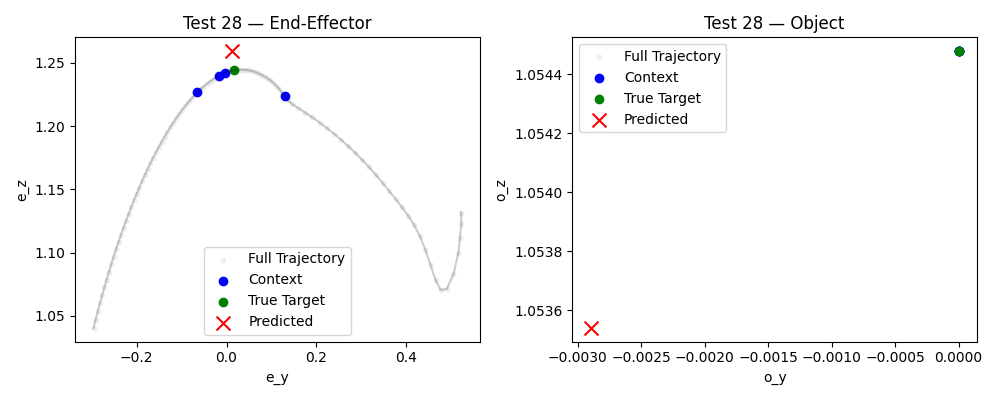 Test 28 — End-Effector
e_z
1.25
1.20
1.15
1.10
1.05
Full Trajectory
Context
True Target
Predicted
−0.2
0.0
0.2
0.4
e_y
Test 28 — Object
o_z
1.0544
1.0542
1.0540
1.0538
1.0536
Full Trajectory
Context
True Target
Predicted
−0.0030
−0.0025
−0.0020
−0.0015
−0.0010
−0.0005
0.0000
o_y